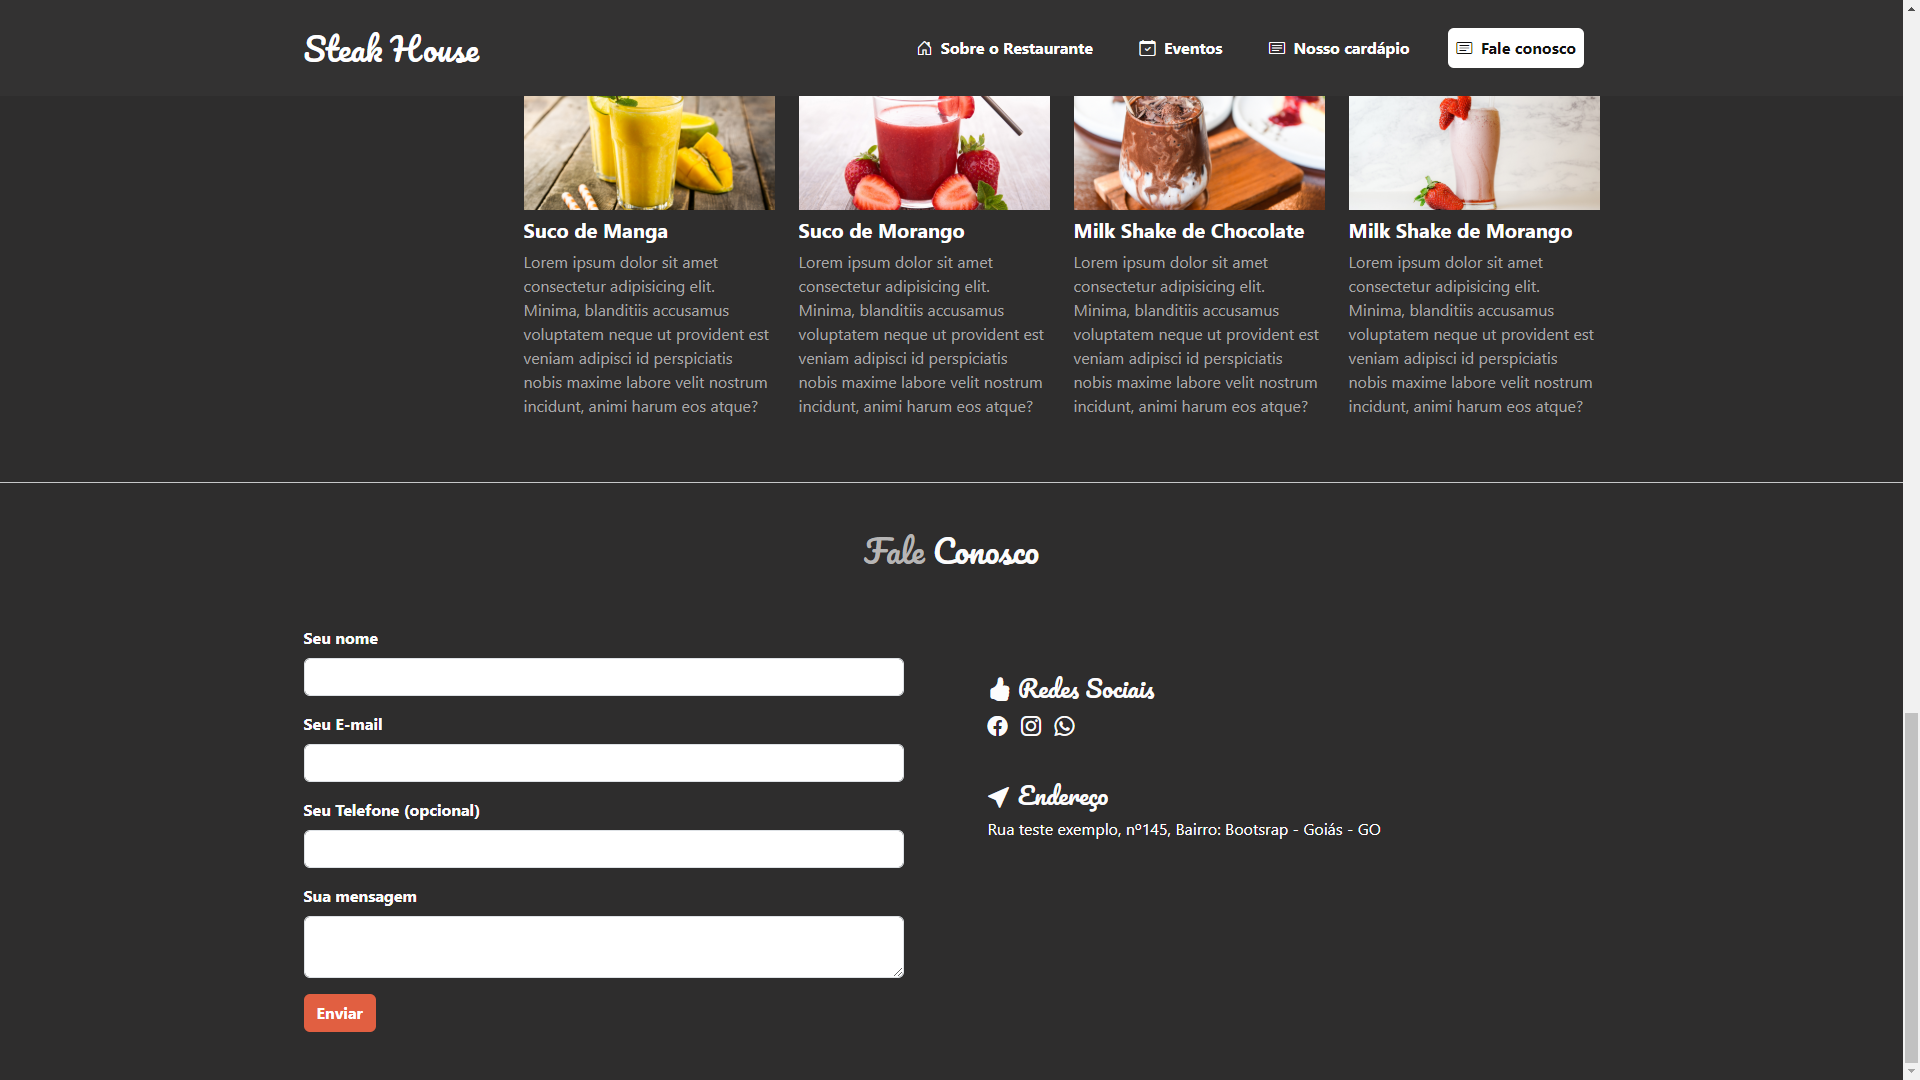 Steak House
Sobre o Restaurante
Eventos
Nosso cardápio
Fale conosco
Suco de Manga
Lorem ipsum dolor sit amet
consectetur adipisicing elit.
Minima, blanditiis accusamus
voluptatem neque ut provident est
veniam adipisci id perspiciatis
nobis maxime labore velit nostrum
incidunt, animi harum eos atque?
Suco de Morango
Lorem ipsum dolor sit amet
consectetur adipisicing elit.
Minima, blanditiis accusamus
voluptatem neque ut provident est
veniam adipisci id perspiciatis
nobis maxime labore velit nostrum
incidunt, animi harum eos atque?
Milk Shake de Chocolate
Lorem ipsum dolor sit amet
consectetur adipisicing elit.
Minima, blanditiis accusamus
voluptatem neque ut provident est
veniam adipisci id perspiciatis
nobis maxime labore velit nostrum
incidunt, animi harum eos atque?
Milk Shake de Morango
Lorem ipsum dolor sit amet
consectetur adipisicing elit.
Minima, blanditiis accusamus
voluptatem neque ut provident est
veniam adipisci id perspiciatis
nobis maxime labore velit nostrum
incidunt, animi harum eos atque?
Fale Conosco
Seu nome
Seu E-mail
Seu Telefone (opcional)
Sua mensagem
Enviar
Redes Sociais
Endereço
Rua teste exemplo, nº145, Bairro: Bootsrap - Goiás - GO